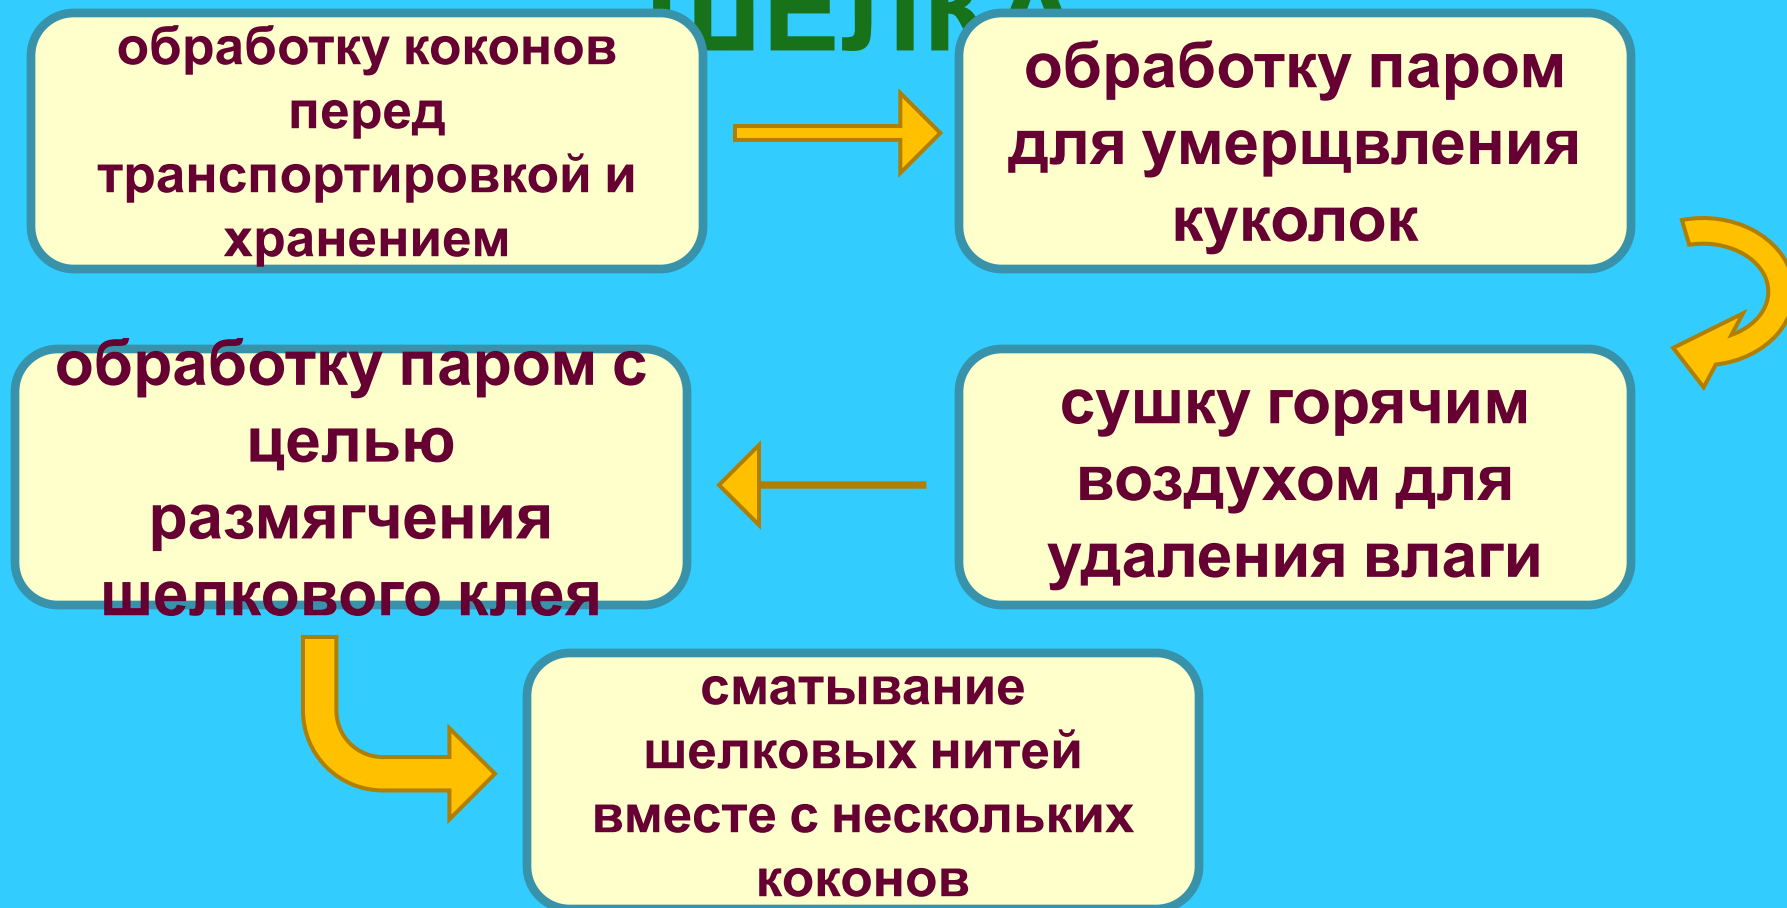 ШЕЛКА
обработку коконов
перед
транспортировкой и
хранением
обработку паром
для умерщвления
куколок
обработку паром с
целью
размягчения
шелкового клея
сушку горячим
воздухом для
удаления влаги
сматывание
шелковых нитей
вместе с нескольких
коконов